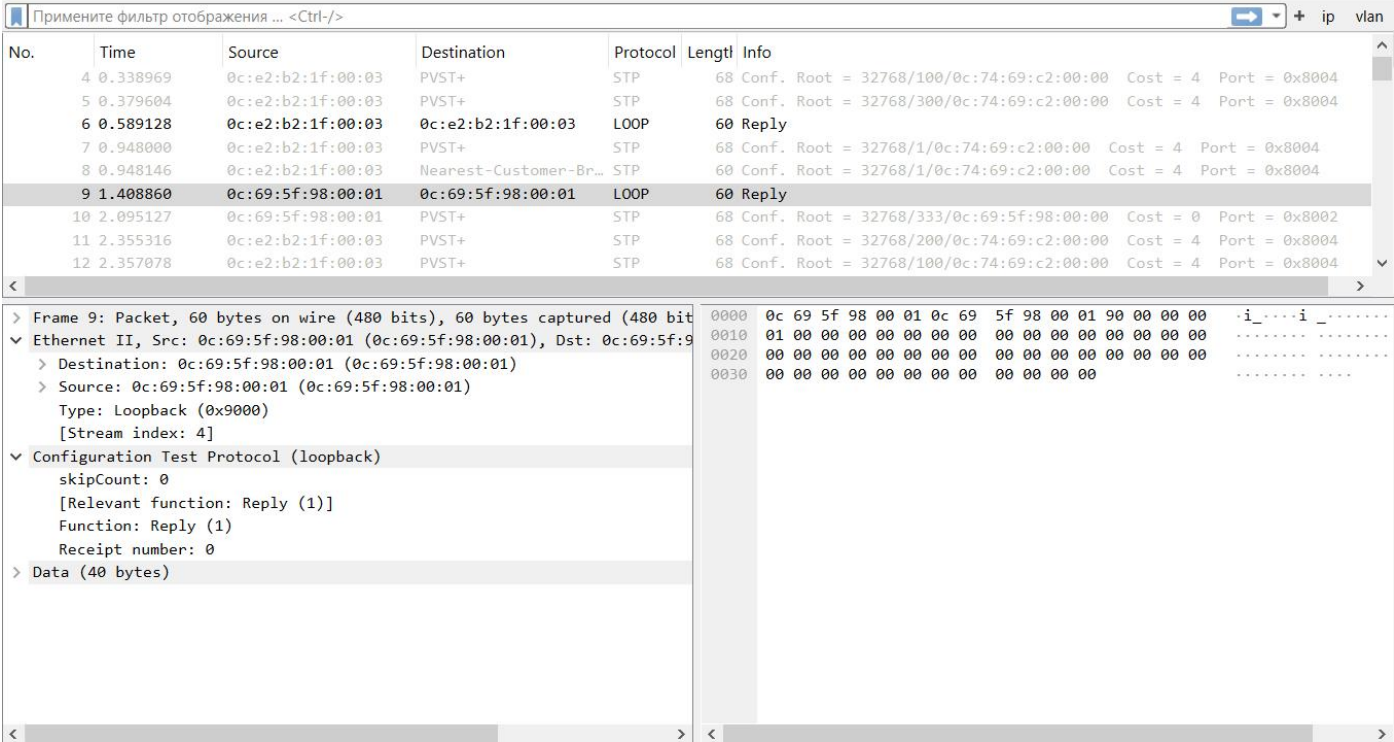 Примените фильтр отображения ... <Ctrl-/> + ip vlan
No. Time Source Destination Protocol Lengtł Info
4 0.338969 0c:e2:b2:1f:00:03 PVST+ STP 68 Conf. Root = 32768/100/0c:74:69:c2:00:00 Cost = 4 Port = 0x8004
5 0.379604 0c:e2:b2:1f:00:03 PVST+ STP 68 Conf. Root = 32768/300/0c:74:69:c2:00:00 Cost = 4 Port = 0x8004
6 0.589128 0c:e2:b2:1f:00:03 0c:e2:b2:1f:00:03 LOOP 60 Reply
7 0.948000 0c:e2:b2:1f:00:03 PVST+ STP 68 Conf. Root = 32768/1/0c:74:69:c2:00:00 Cost = 4 Port = 0x8004
8 0.948146 0c:e2:b2:1f:00:03 Nearest-Customer-Br… STP 60 Conf. Root = 32768/1/0c:74:69:c2:00:00 Cost = 4 Port = 0x8004
9 1.408860 0c:69:5f:98:00:01 0c:69:5f:98:00:01 LOOP 60 Reply
10 2.095127 0c:69:5f:98:00:01 PVST+ STP 68 Conf. Root = 32768/333/0c:69:5f:98:00:00 Cost = 0 Port = 0x8002
11 2.355316 0c:e2:b2:1f:00:03 PVST+ STP 68 Conf. Root = 32768/200/0c:74:69:c2:00:00 Cost = 4 Port = 0x8004
12 2.357078 0c:e2:b2:1f:00:03 PVST+ STP 68 Conf. Root = 32768/100/0c:74:69:c2:00:00 Cost = 4 Port = 0x8004
Frame 9: Packet, 60 bytes on wire (480 bits), 60 bytes captured (480 bit
Ethernet II, Src: 0c:69:5f:98:00:01 (0c:69:5f:98:00:01), Dst: 0c:69:5f:9
Destination: 0c:69:5f:98:00:01 (0c:69:5f:98:00:01)
Source: 0c:69:5f:98:00:01 (0c:69:5f:98:00:01)
Type: Loopback (0x9000)
[Stream index: 4]
Configuration Test Protocol (loopback)
skipCount: 0
[Relevant function: Reply (1)]
Function: Reply (1)
Receipt number: 0
Data (40 bytes)
0000 0c 69 5f 98 00 01 0c 69 5f 98 00 01 90 00 00 00 ·i_····i _·······
0010 01 00 00 00 00 00 00 00 00 00 00 00 00 00 00 00 ········ ········
0020 00 00 00 00 00 00 00 00 00 00 00 00 00 00 00 00 ········ ········
0030 00 00 00 00 00 00 00 00 00 00 00 00 ········ ····